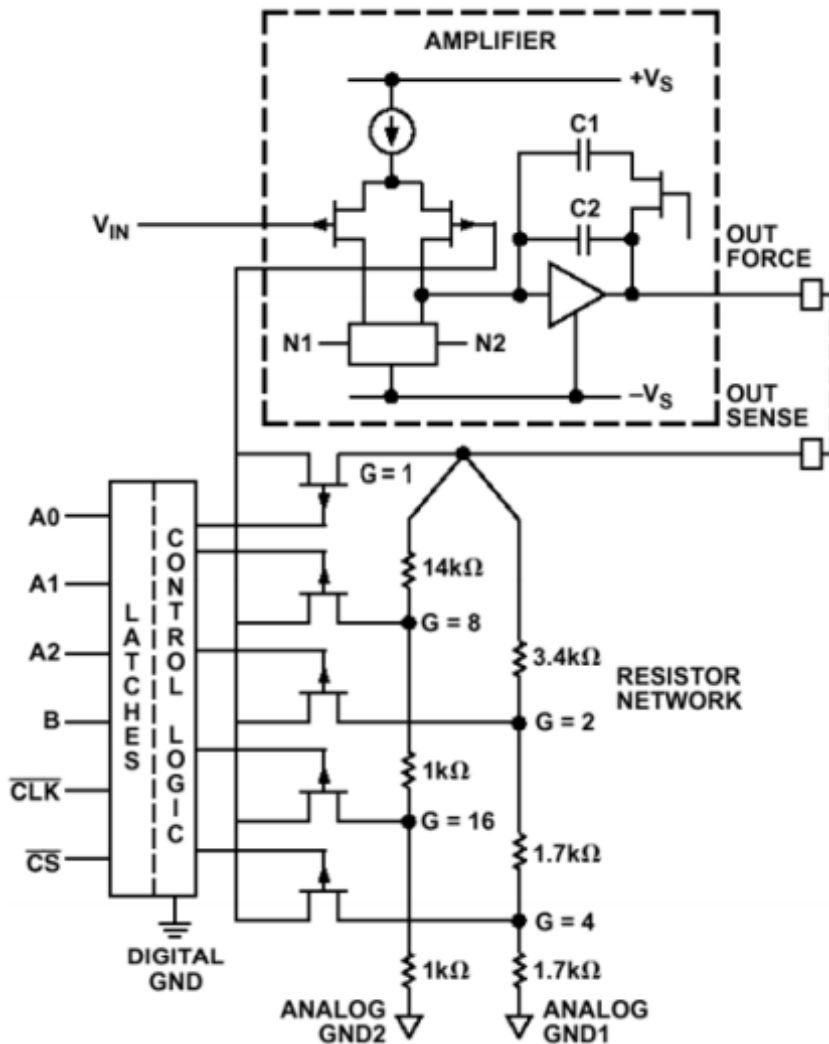 AMPLIFIER
+VS
C1
C2
VIN
OUT
FORCE
N1
N2
–VS
OUT
SENSE
G = 1
A0
A1
A2
B
CLK
CS
LATCHES
CONTROL LOGIC
14kΩ
G = 8
3.4kΩ
RESISTOR
NETWORK
G = 2
1kΩ
G = 16
1.7kΩ
G = 4
1kΩ
1.7kΩ
DIGITAL
GND
ANALOG
GND2
ANALOG
GND1